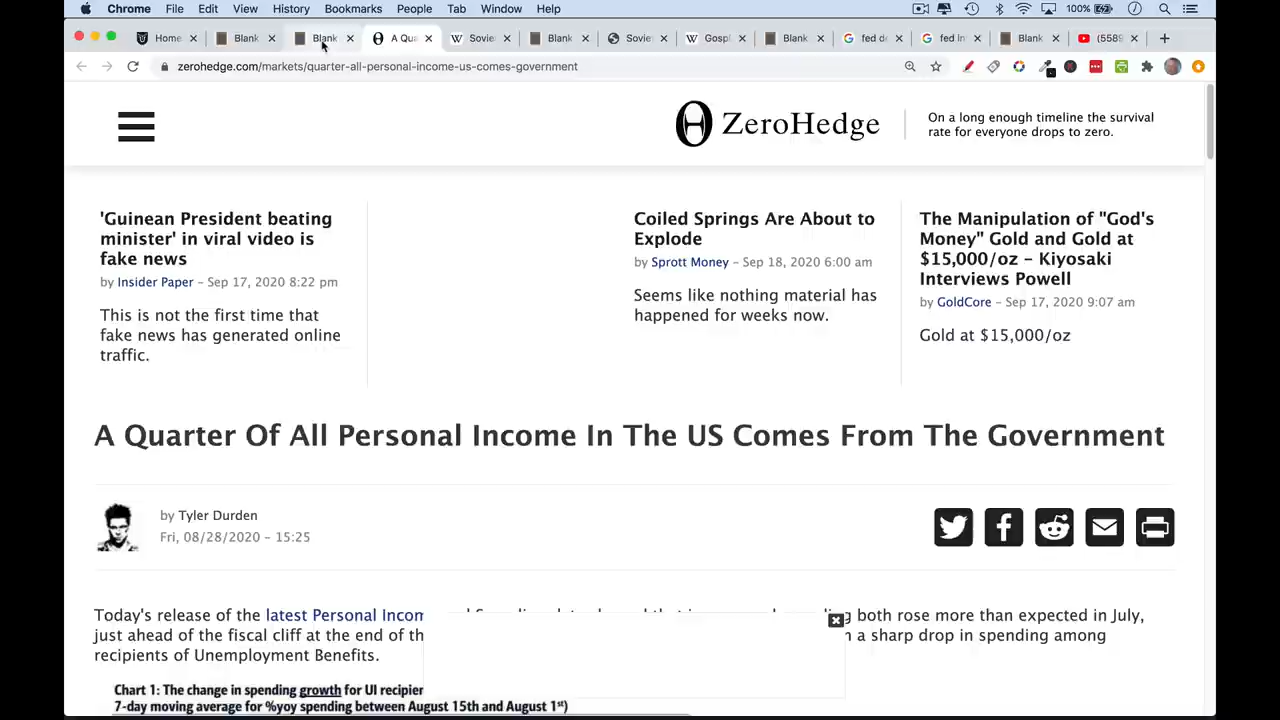 Chrome File Edit View History Bookmarks People Tab Window Help 100%
Home Blank Blank A Qua Sovie Blank Sovie Gospl Blank fed de fed In Blank (5589
zerohedge.com/markets/quarter-all-personal-income-us-comes-government
ZeroHedge
On a long enough timeline the survival
rate for everyone drops to zero.
'Guinean President beating
minister' in viral video is
fake news
by Insider Paper – Sep 17, 2020 8:22 pm
This is not the first time that
fake news has generated online
traffic.
Coiled Springs Are About to
Explode
by Sprott Money – Sep 18, 2020 6:00 am
Seems like nothing material has
happened for weeks now.
The Manipulation of "God's
Money" Gold and Gold at
$15,000/oz – Kiyosaki
Interviews Powell
by GoldCore – Sep 17, 2020 9:07 am
Gold at $15,000/oz
A Quarter Of All Personal Income In The US Comes From The Government
by Tyler Durden
Fri, 08/28/2020 – 15:25
Today's release of the latest Personal Incom both rose more than expected in July,
just ahead of the fiscal cliff at the end of th a sharp drop in spending among
recipients of Unemployment Benefits.
Chart 1: The change in spending growth for UI recipien
7-day moving average for %yoy spending between August 15th and August 1st)